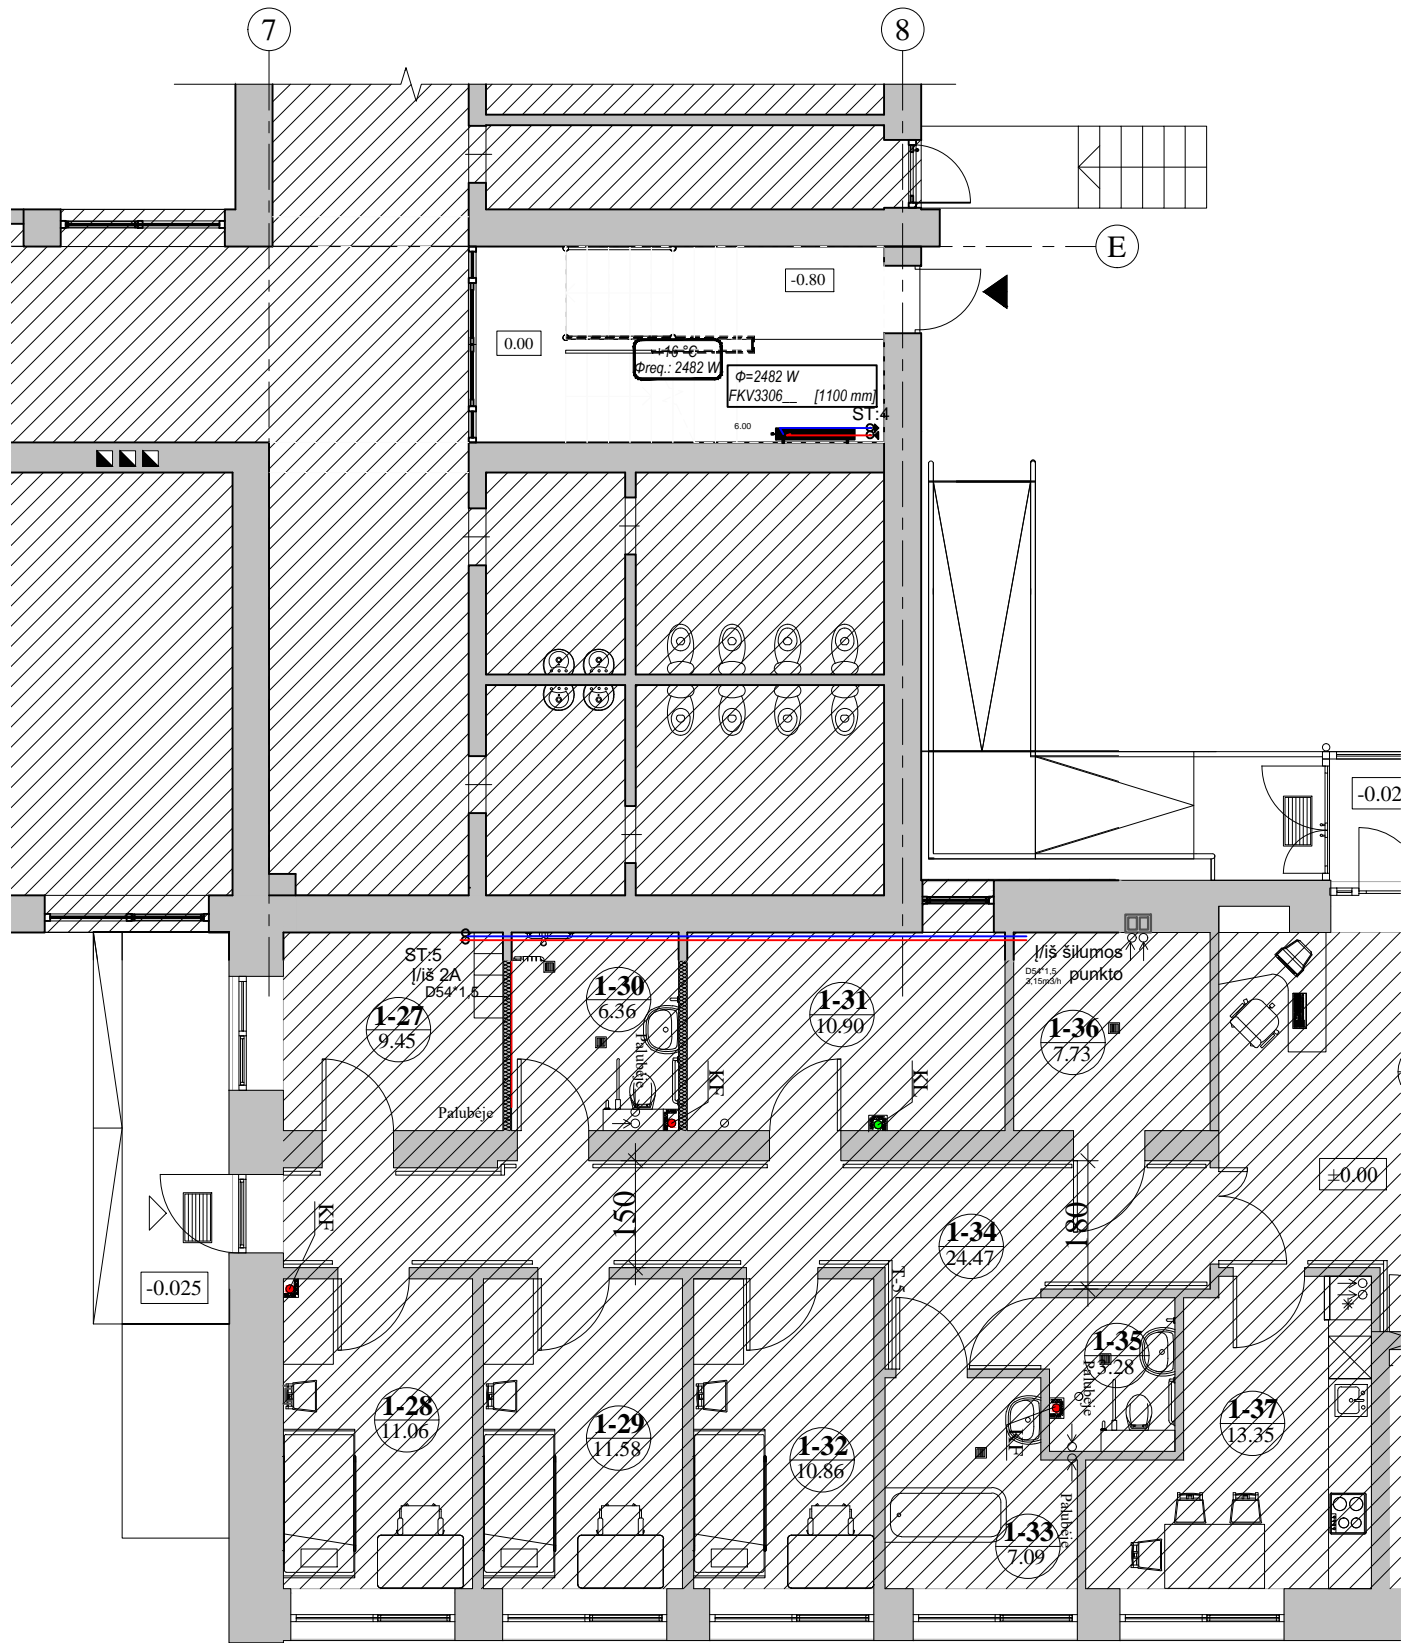 7
8
E
-0.80
0.00
+16 °C
Φreq.: 2482 W
Φ=2482 W
FKV3306__ [1100 mm]
ST:4
6.00
-0.02
ST:5
Į/iš 2A
D54*1,5
1-27
9.45
Palubėje
1-30
6.36
Palubėje
KF
1-31
10.90
KL
Į/iš šilumos
punkto
D54*1,5
3,15m3/h
1-36
7.73
±0.00
KF
150
1-34
24.47
180
T-5
-0.025
1-28
11.06
1-29
11.58
1-32
10.86
1-35
3.28
Palubėje
KF
1-37
13.35
Palubėje
1-33
7.09